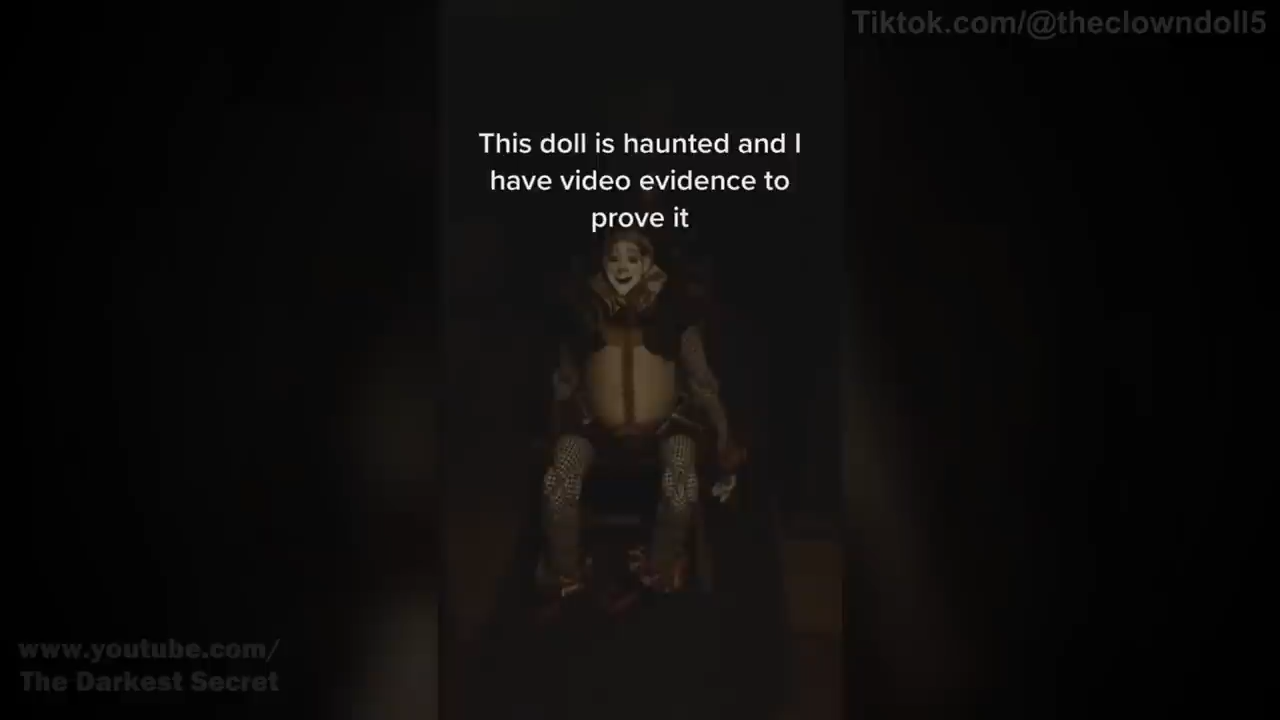 Tiktok.com/@theclowndoll5
This doll is haunted and I
have video evidence to
prove it
www.youtube.com/
The Darkest Secret